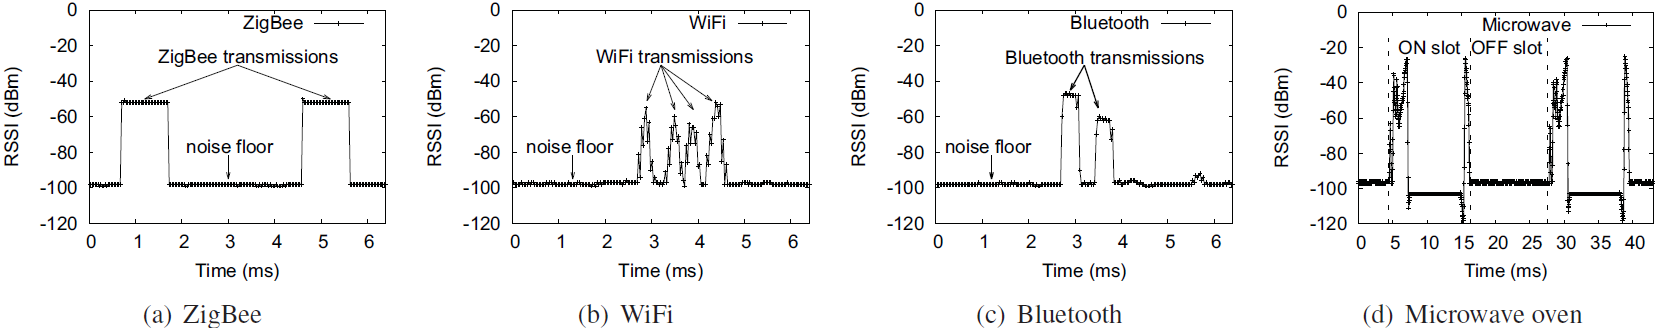 0
-20
-40
-60
-80
-100
-120
RSSI (dBm)
ZigBee
ZigBee transmissions
noise floor
0 1 2 3 4 5 6
Time (ms)
(a) ZigBee
0
-20
-40
-60
-80
-100
-120
RSSI (dBm)
WiFi
WiFi transmissions
noise floor
0 1 2 3 4 5 6
Time (ms)
(b) WiFi
0
-20
-40
-60
-80
-100
-120
RSSI (dBm)
Bluetooth
Bluetooth transmissions
noise floor
0 1 2 3 4 5 6
Time (ms)
(c) Bluetooth
0
-20
-40
-60
-80
-100
-120
RSSI (dBm)
Microwave
ON slot OFF slot
0 5 10 15 20 25 30 35 40
Time (ms)
(d) Microwave oven